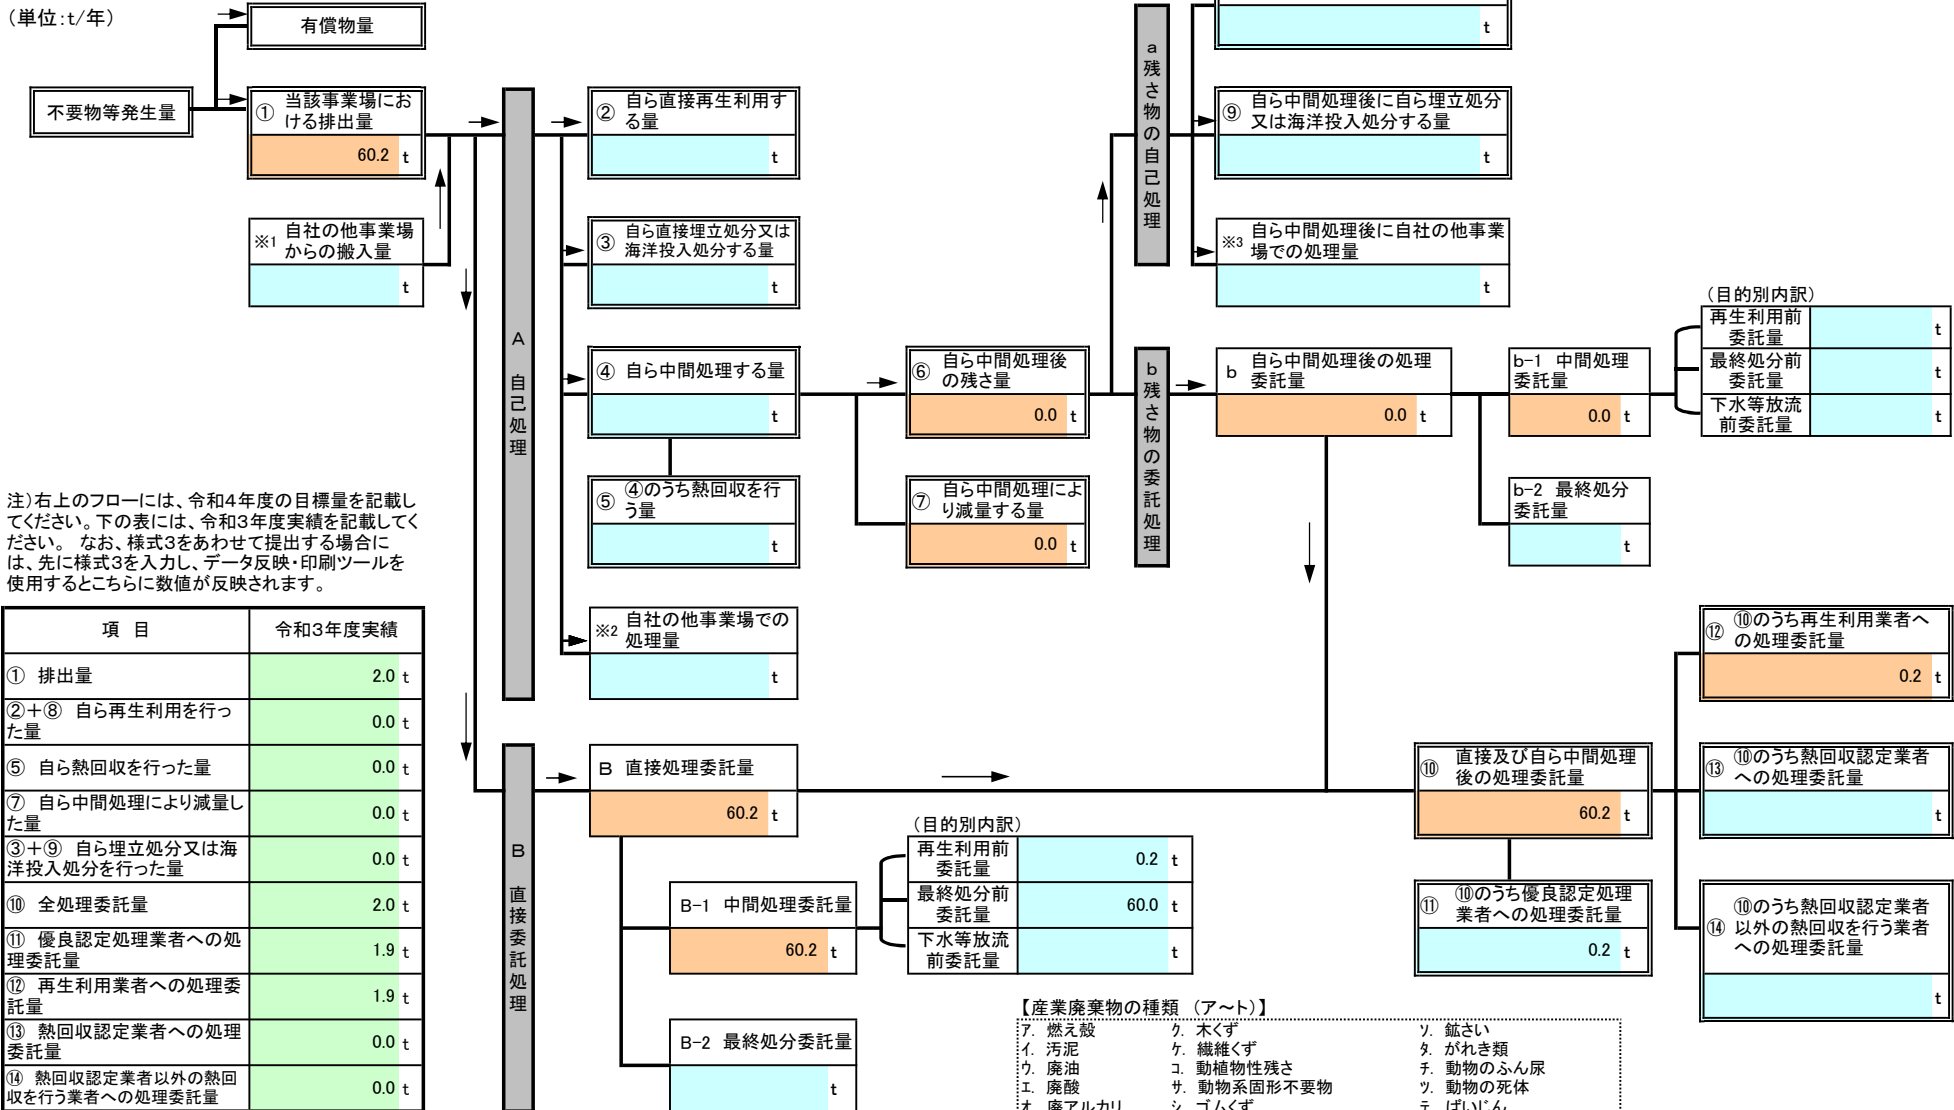 （単位：t/年）
有償物量
不要物等発生量
① 当該事業場にお
ける排出量
60.2 t
※1 自社の他事業場
からの搬入量
t
A 自己処理
② 自ら直接再生利用す
る量
t
③ 自ら直接埋立処分又は
海洋投入処分する量
t
④ 自ら中間処理する量
t
⑤ ④のうち熱回収を行
う量
t
※2 自社の他事業場での
処理量
t
⑥ 自ら中間処理後
の残さ量
0.0 t
⑦ 自ら中間処理によ
り減量する量
0.0 t
a 残さ物の自己処理
t
⑨ 自ら中間処理後に自ら埋立処分
又は海洋投入処分する量
t
※3 自ら中間処理後に自社の他事業
場での処理量
t
b 残さ物の委託処理
b 自ら中間処理後の処理
委託量
0.0 t
b-1 中間処理
委託量
0.0 t
b-2 最終処分
委託量
t
（目的別内訳）
再生利用前
委託量 t
最終処分前
委託量 t
下水等放流
前委託量 t
注）右上のフローには、令和4年度の目標量を記載し
てください。下の表には、令和3年度実績を記載してく
ださい。 なお、様式3をあわせて提出する場合に
は、先に様式3を入力し、データ反映・印刷ツールを
使用するとこちらに数値が反映されます。
項 目 令和3年度実績
① 排出量 2.0 t
②＋⑧ 自ら再生利用を行っ
た量 0.0 t
⑤ 自ら熱回収を行った量 0.0 t
⑦ 自ら中間処理により減量し
た量 0.0 t
③＋⑨ 自ら埋立処分又は海
洋投入処分を行った量 0.0 t
⑩ 全処理委託量 2.0 t
⑪ 優良認定処理業者への処
理委託量 1.9 t
⑫ 再生利用業者への処理委
託量 1.9 t
⑬ 熱回収認定業者への処理
委託量 0.0 t
⑭ 熱回収認定業者以外の熱回
収を行う業者への処理委託量 0.0 t
B 直接委託処理
B 直接処理委託量
60.2 t
B-1 中間処理委託量
60.2 t
B-2 最終処分委託量
t
（目的別内訳）
再生利用前
委託量 0.2 t
最終処分前
委託量 60.0 t
下水等放流
前委託量 t
⑩ 直接及び自ら中間処理
後の処理委託量
60.2 t
⑪ ⑩のうち優良認定処理
業者への処理委託量
0.2 t
⑫ ⑩のうち再生利用業者へ
の処理委託量
0.2 t
⑬ ⑩のうち熱回収認定業者
への処理委託量
t
⑭ ⑩のうち熱回収認定業者
以外の熱回収を行う業者
への処理委託量
t
【産業廃棄物の種類 （ア～ト）】
ア. 燃え殻 ク. 木くず ソ. 鉱さい
イ. 汚泥 ケ. 繊維くず タ. がれき類
ウ. 廃油 コ. 動植物性残さ チ. 動物のふん尿
エ. 廃酸 サ. 動物系固形不要物 ツ. 動物の死体
オ. 廃アルカリ シ. ゴムくず テ. ばいじん